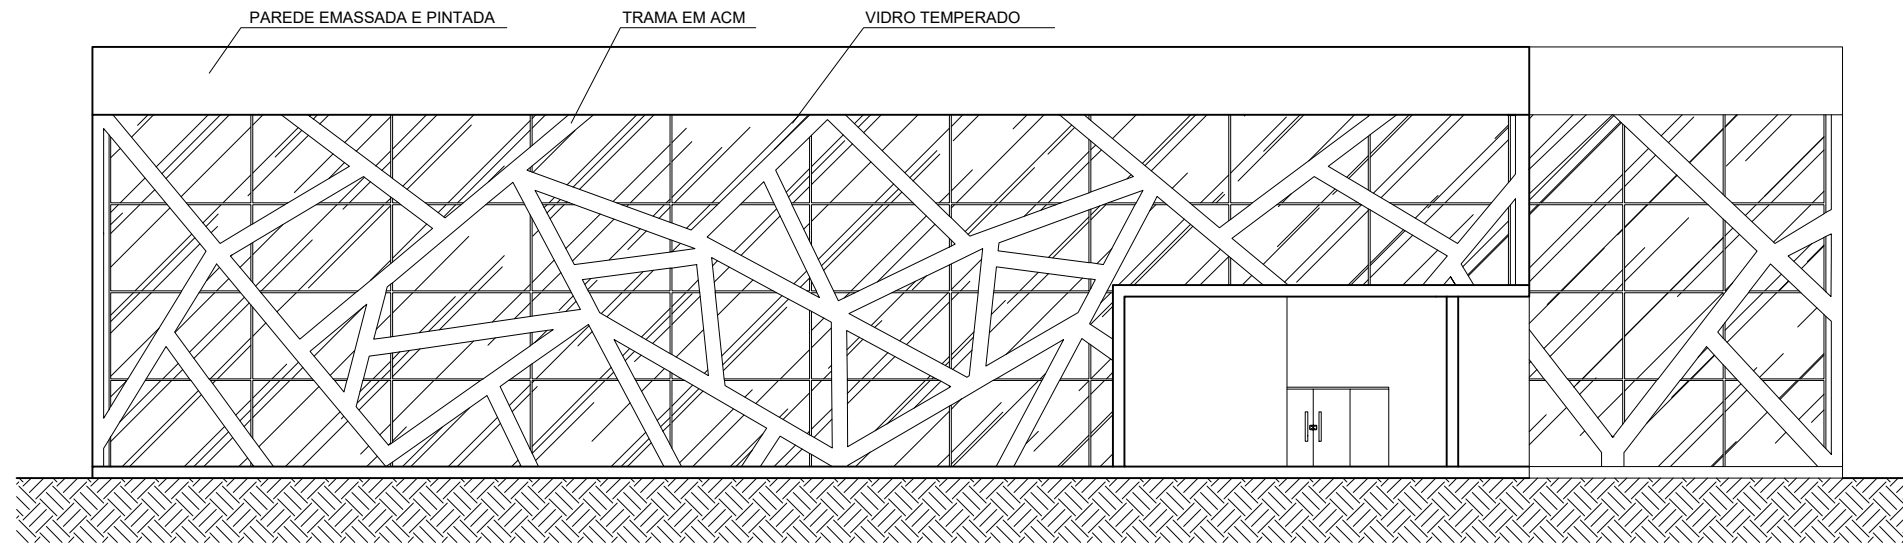 PAREDE EMASSADA E PINTADA
TRAMA EM ACM
VIDRO TEMPERADO